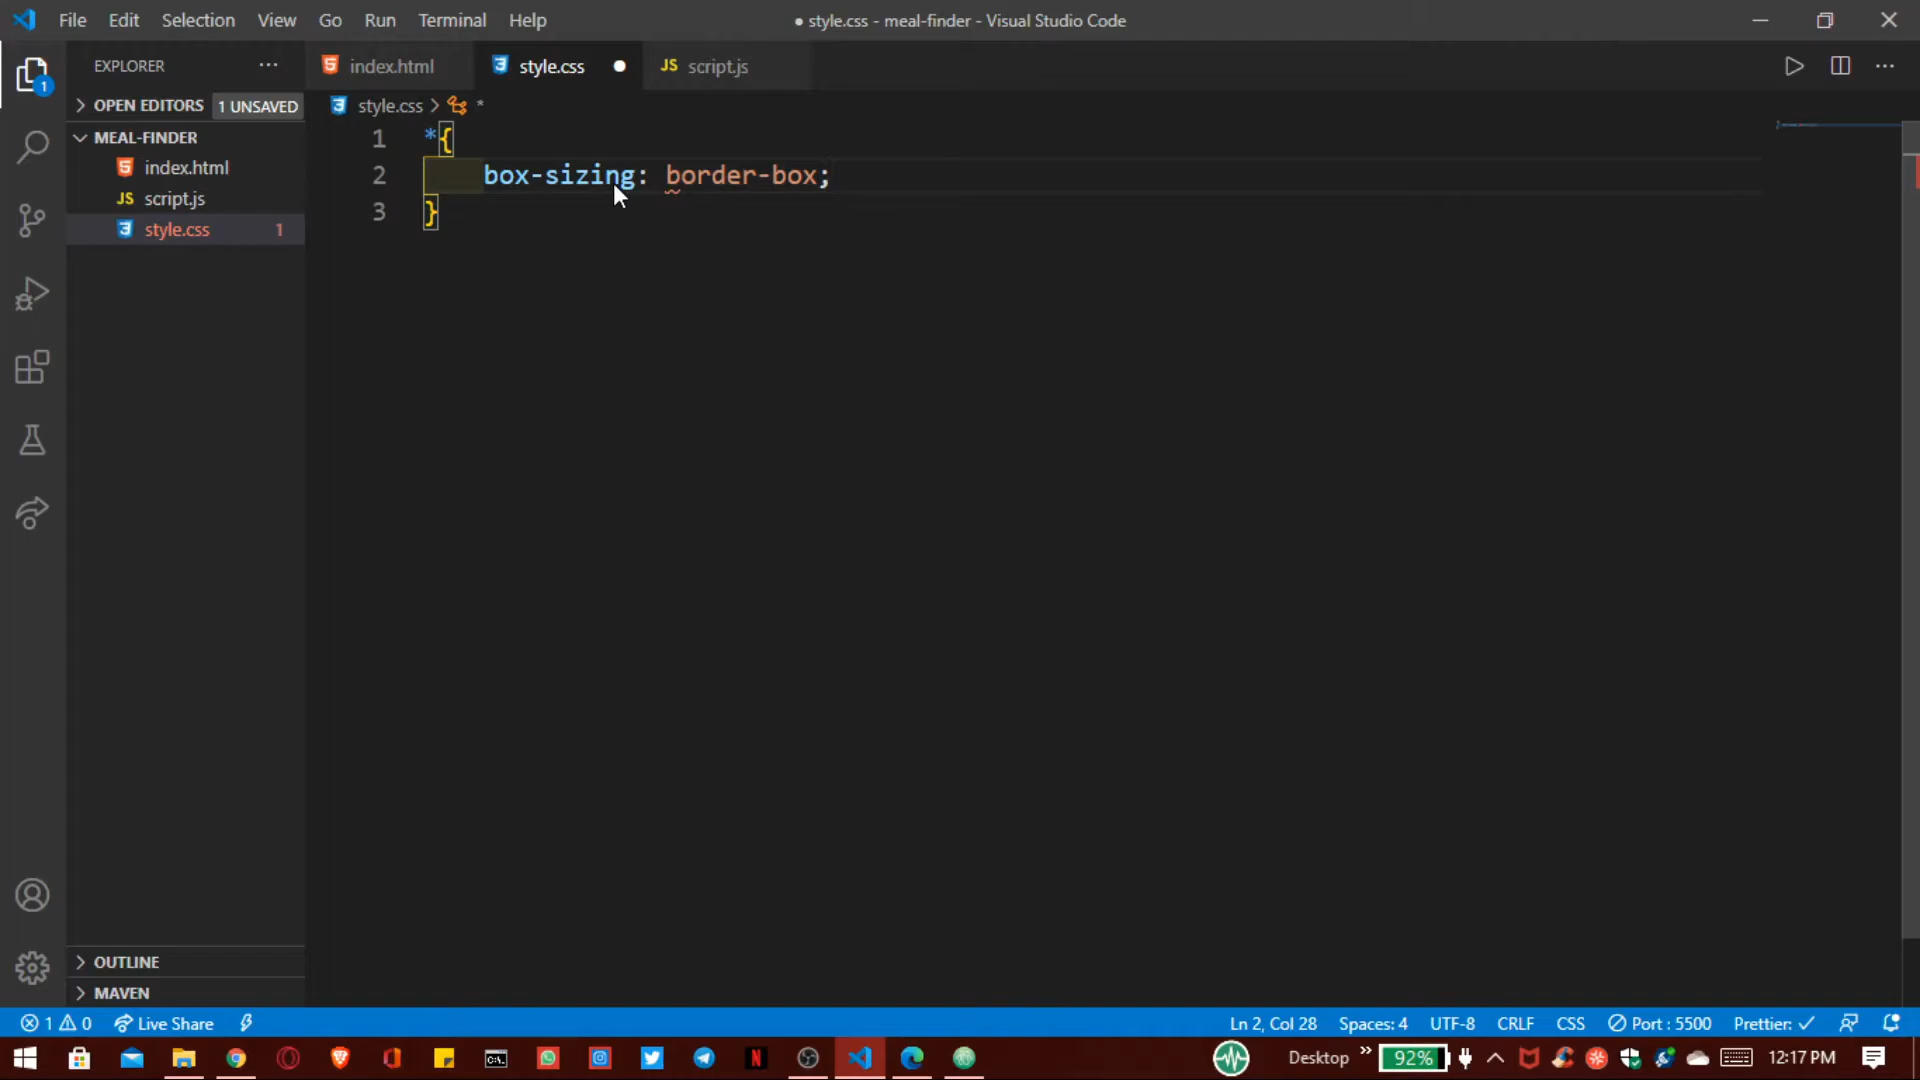 File Edit Selection View Go Run Terminal Help
● style.css - meal-finder - Visual Studio Code
EXPLORER ···
index.html
style.css ●
JS script.js
OPEN EDITORS 1 UNSAVED
style.css > *
MEAL-FINDER
index.html
JS script.js
style.css 1
1 *{
2 box-sizing: border-box;
3 }
1
OUTLINE
MAVEN
1 0 Live Share
Ln 2, Col 28 Spaces: 4 UTF-8 CRLF CSS Port : 5500 Prettier: ✓
Desktop » 92% 12:17 PM